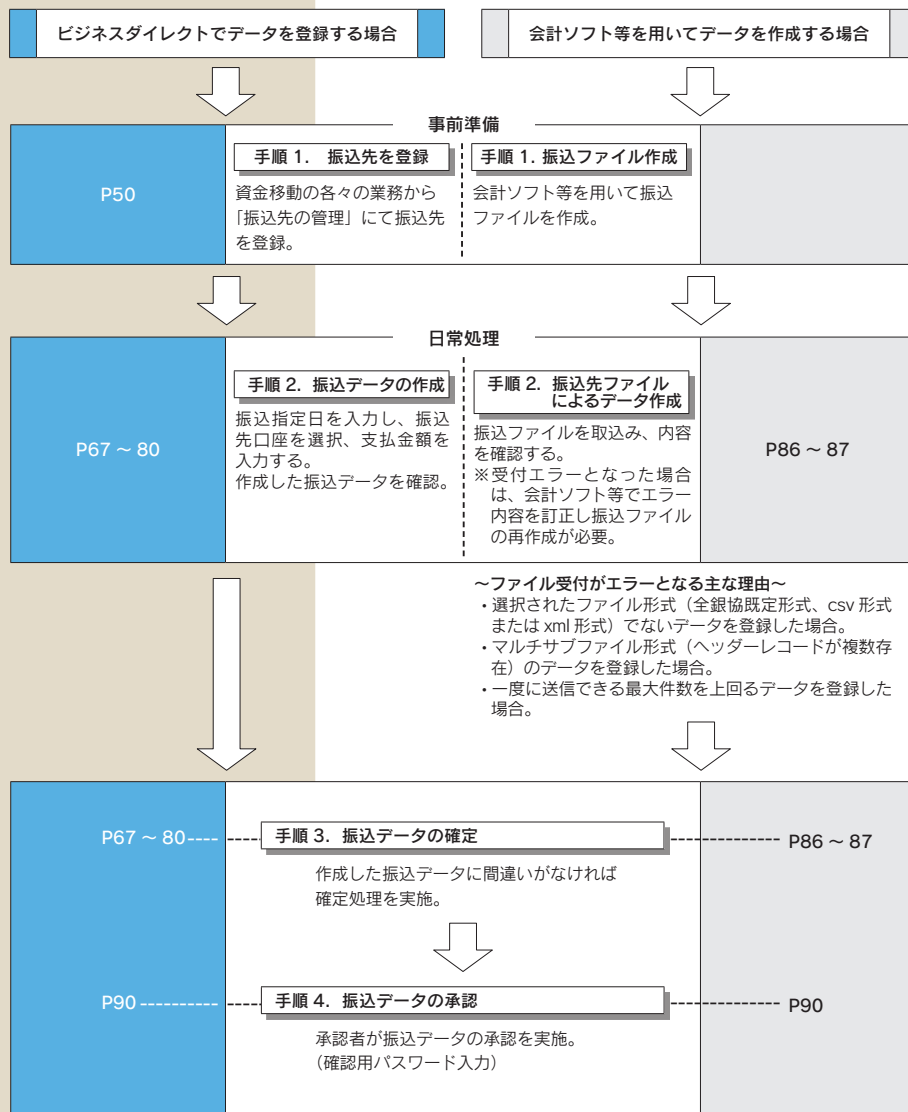 ビジネスダイレクトでデータを登録する場合
会計ソフト等を用いてデータを作成する場合
事前準備
P50
手順 1. 振込先を登録
資金移動の各々の業務から
「振込先の管理」にて振込先
を登録。
手順 1. 振込ファイル作成
会計ソフト等を用いて振込
ファイルを作成。
日常処理
P67 ~ 80
手順 2. 振込データの作成
振込指定日を入力し、振込
先口座を選択、支払金額を
入力する。
作成した振込データを確認。
手順 2. 振込先ファイル
によるデータ作成
振込ファイルを取込み、内容
を確認する。
※受付エラーとなった場合
は、会計ソフト等でエラー
内容を訂正し振込ファイル
の再作成が必要。
P86 ~ 87
~ファイル受付がエラーとなる主な理由~
・選択されたファイル形式（全銀協既定形式、csv 形式
または xml 形式）でないデータを登録した場合。
・マルチサブファイル形式（ヘッダーレコードが複数存
在）のデータを登録した場合。
・一度に送信できる最大件数を上回るデータを登録した
場合。
P67 ~ 80
手順 3. 振込データの確定
P86 ~ 87
作成した振込データに間違いがなければ
確定処理を実施。
P90
手順 4. 振込データの承認
P90
承認者が振込データの承認を実施。
（確認用パスワード入力）